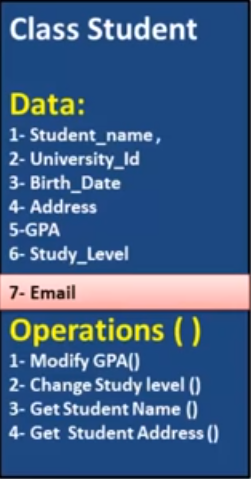 Class Student
Data:
1- Student_name ,
2- University_Id
3- Birth_Date
4- Address
5-GPA
6- Study_Level
7- Email
Operations ( )
1- Modify GPA()
2- Change Study level ()
3- Get Student Name ()
4- Get Student Address ()